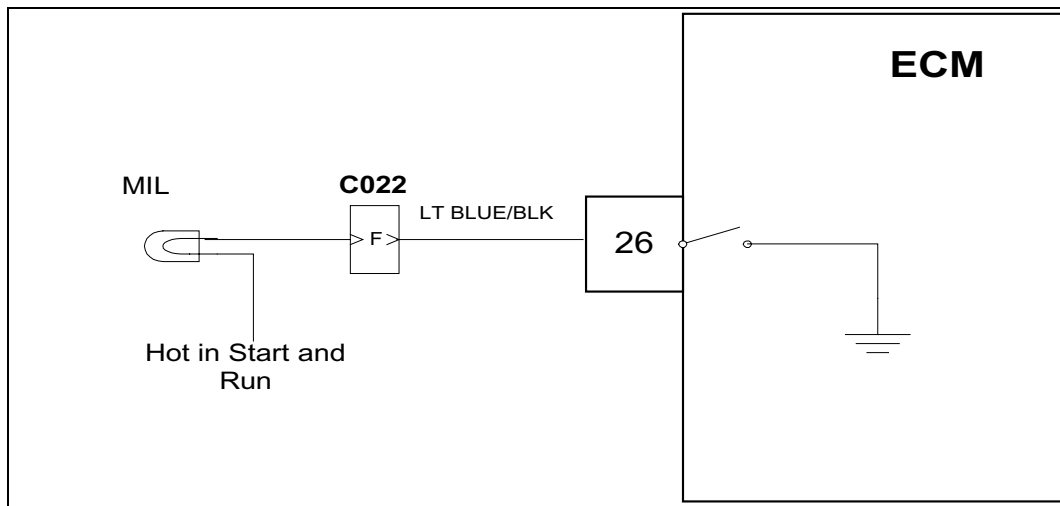 ECM
MIL
C022
LT BLUE/BLK
F
26
Hot in Start and
Run